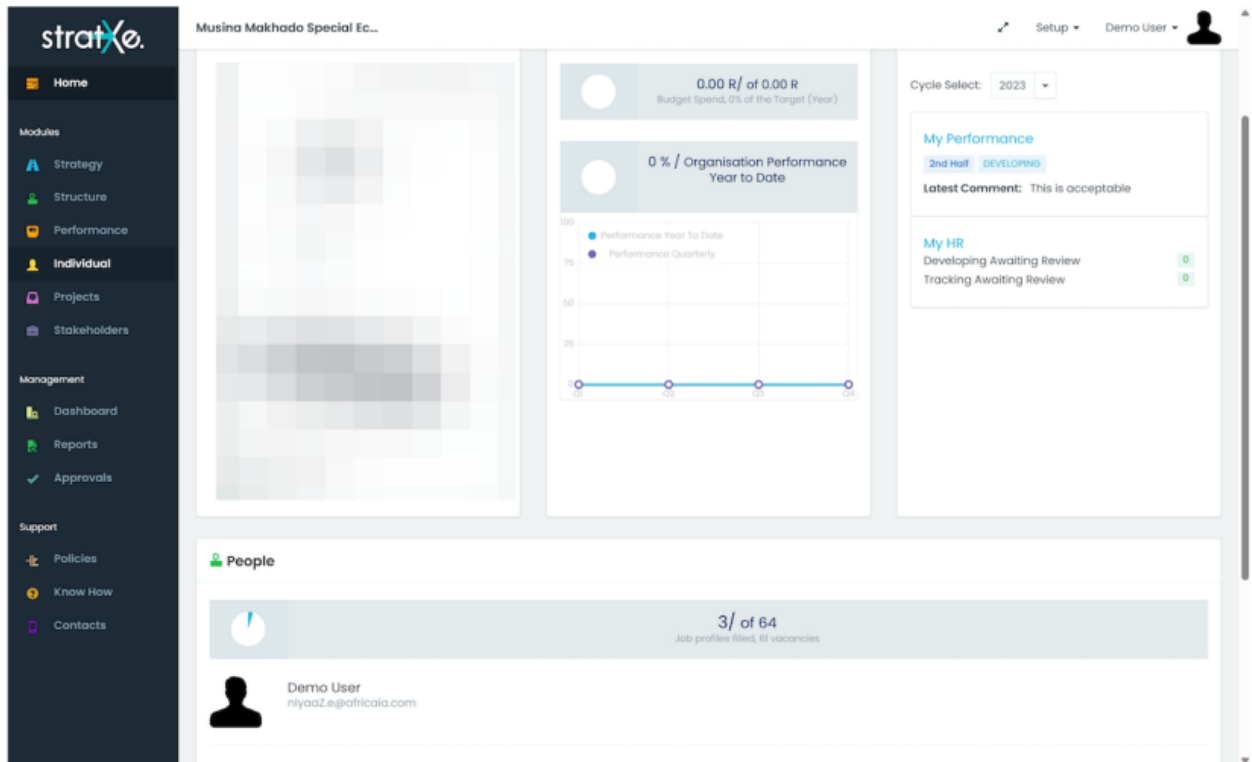 stratXe.
Musina Makhado Special Ec...
Setup
Demo User
Home
Modules
Strategy
Structure
Performance
Individual
Projects
Stakeholders
Management
Dashboard
Reports
Approvals
Support
Policies
Know How
Contacts
0.00 R/ of 0.00 R
Budget Spend, 0% of the Target (Year)
0 % / Organisation Performance
Year to Date
100
75
50
25
0
Performance Year To Date
Performance Quarterly
Q1
Q2
Q3
Q4
Cycle Select: 2023
My Performance
2nd Half DEVELOPING
Latest Comment: This is acceptable
My HR
Developing Awaiting Review 0
Tracking Awaiting Review 0
People
3/ of 64
Job profiles filled, 61 vacancies
Demo User
nIyaaZ.e@africaia.com